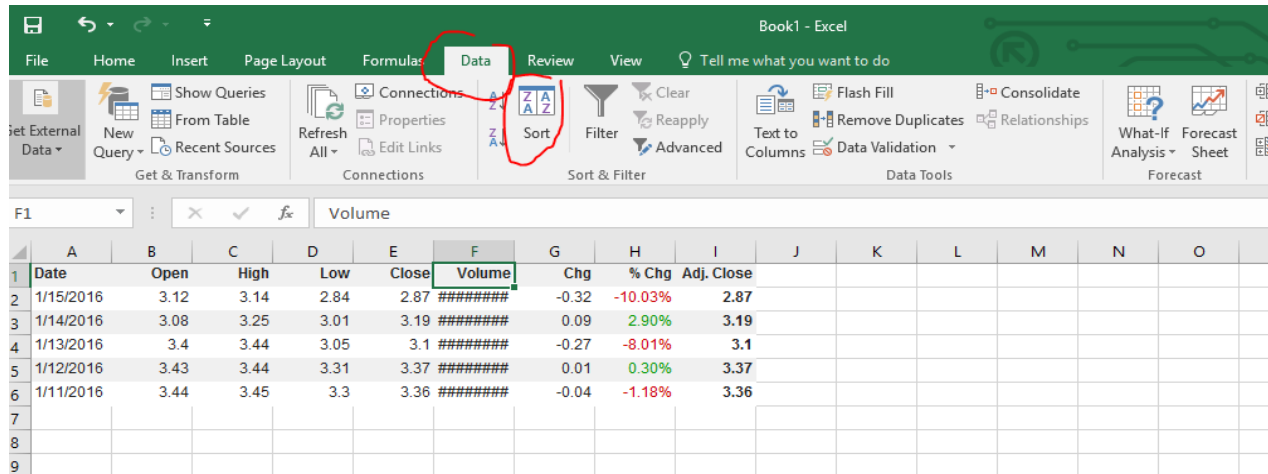 Book1 - Excel
File Home Insert Page Layout Formulas Data Review View Tell me what you want to do
Show Queries Connections Clear Flash Fill Consolidate
From Table Properties Reapply Remove Duplicates Relationships
Recent Sources Edit Links Advanced Data Validation
et External Data New Query Refresh All Sort Filter Text to Columns What-If Analysis Forecast Sheet
Get & Transform Connections Sort & Filter Data Tools Forecast
F1 fx Volume
A B C D E F G H I J K L M N O
1 Date Open High Low Close Volume Chg % Chg Adj. Close
2 1/15/2016 3.12 3.14 2.84 2.87 ######## -0.32 -10.03% 2.87
3 1/14/2016 3.08 3.25 3.01 3.19 ######## 0.09 2.90% 3.19
4 1/13/2016 3.4 3.44 3.05 3.1 ######## -0.27 -8.01% 3.1
5 1/12/2016 3.43 3.44 3.31 3.37 ######## 0.01 0.30% 3.37
6 1/11/2016 3.44 3.45 3.3 3.36 ######## -0.04 -1.18% 3.36
7
8
9